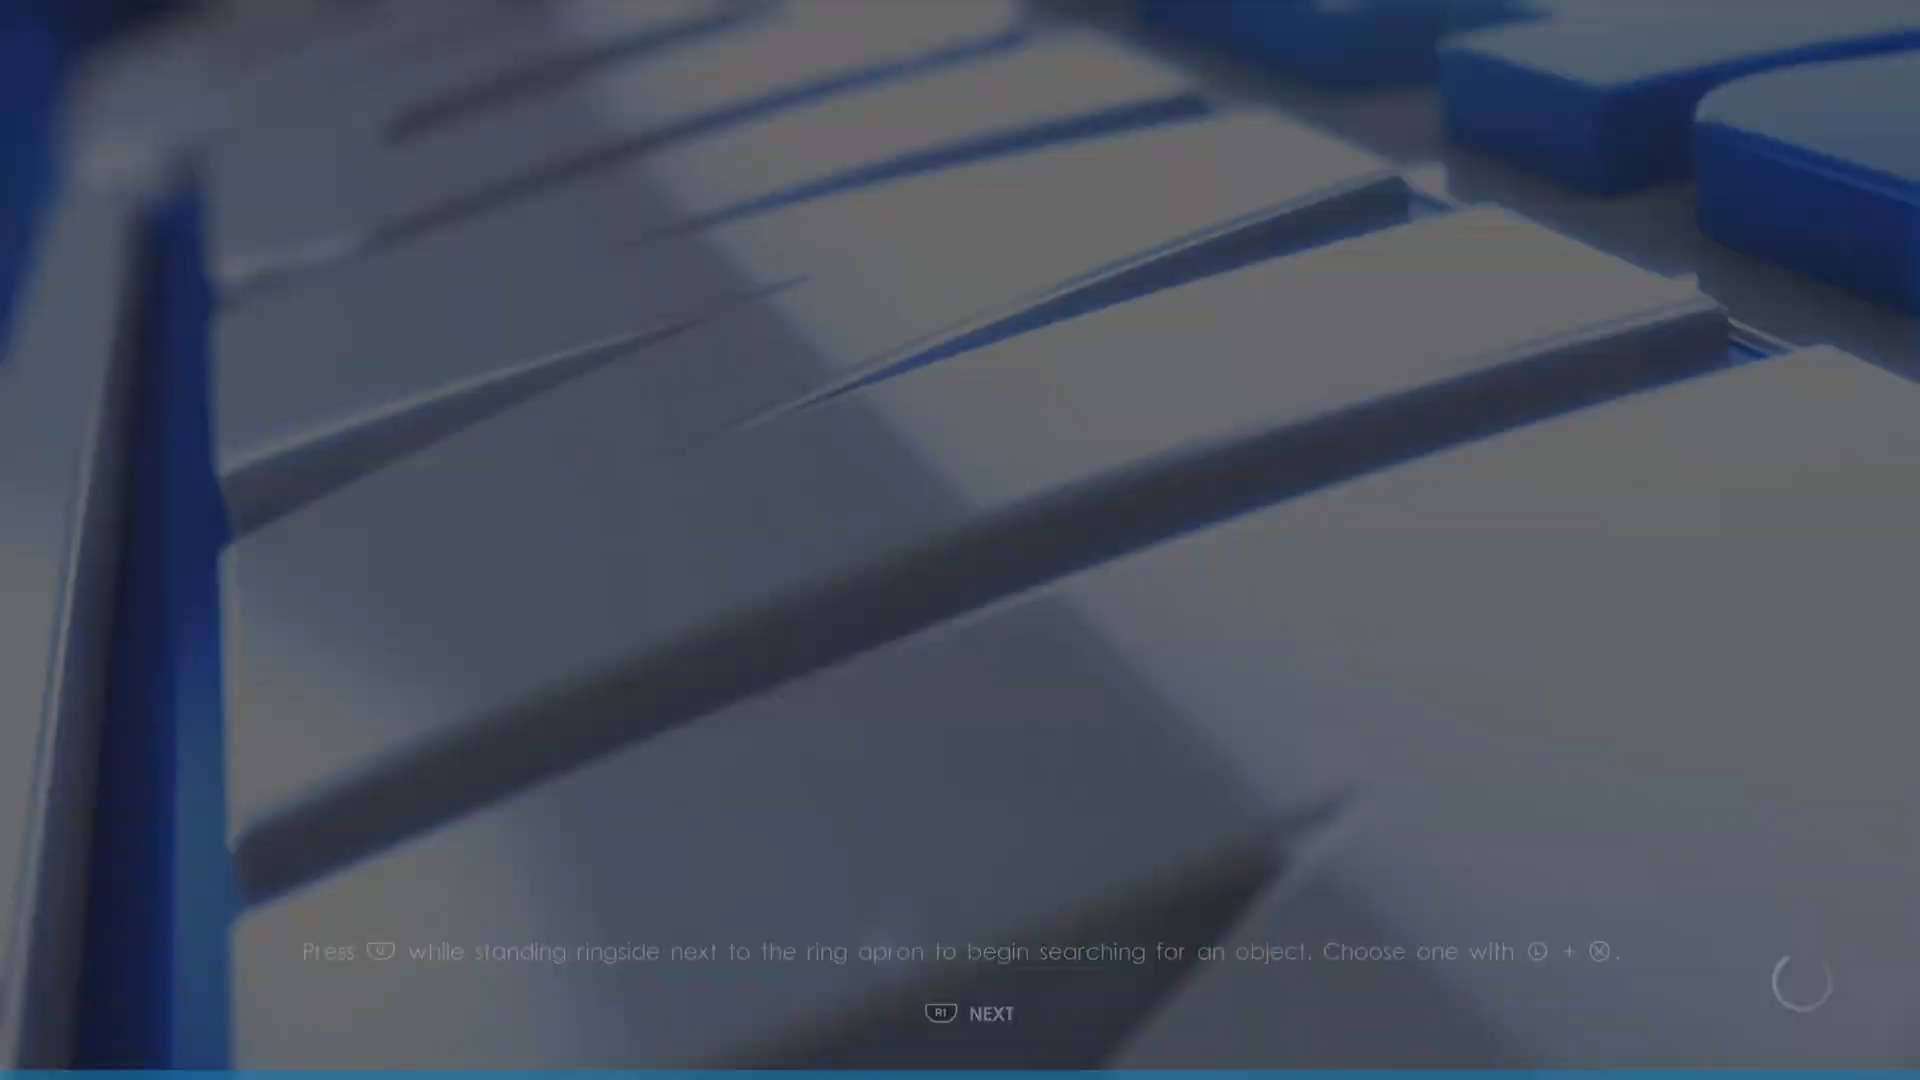 Press while standing ringside next to the ring apron to begin searching for an object. Choose one with L + X.
R1 NEXT